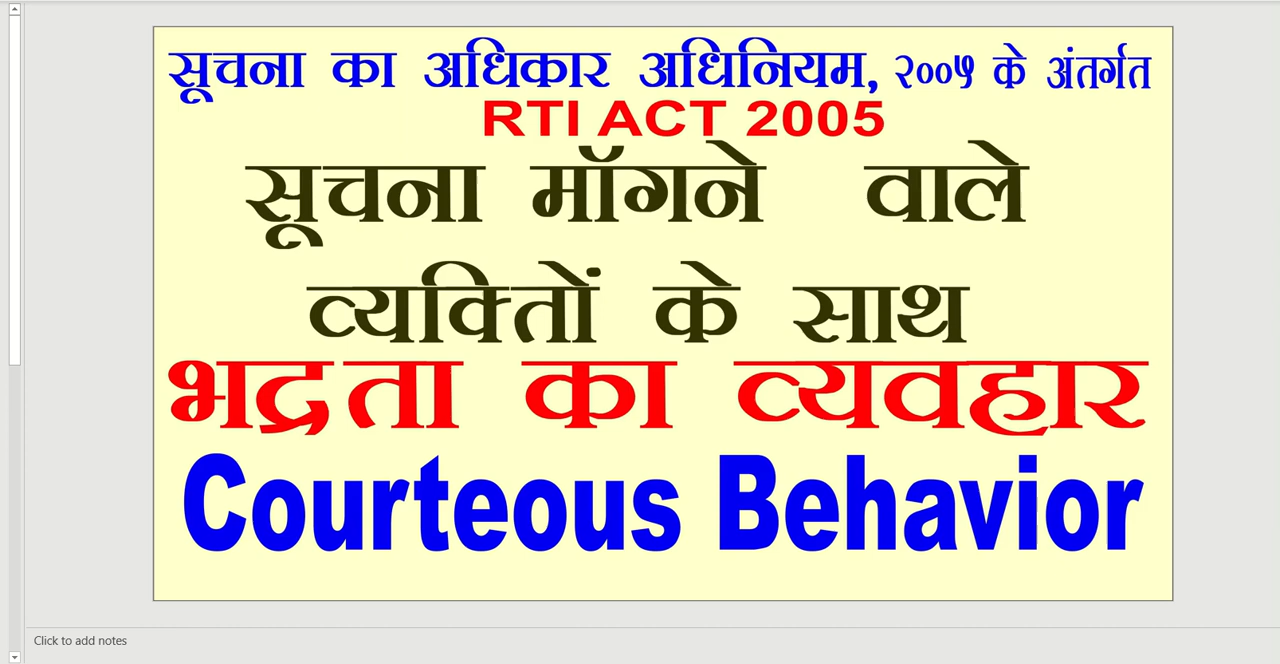 सूचना का अधिकार अधिनियम, २००५ के अंतर्गत
RTI ACT 2005
सूचना मॉगने वाले
व्यक्तिों के साथ
भद्रता का व्यवहार
Courteous Behavior
Click to add notes